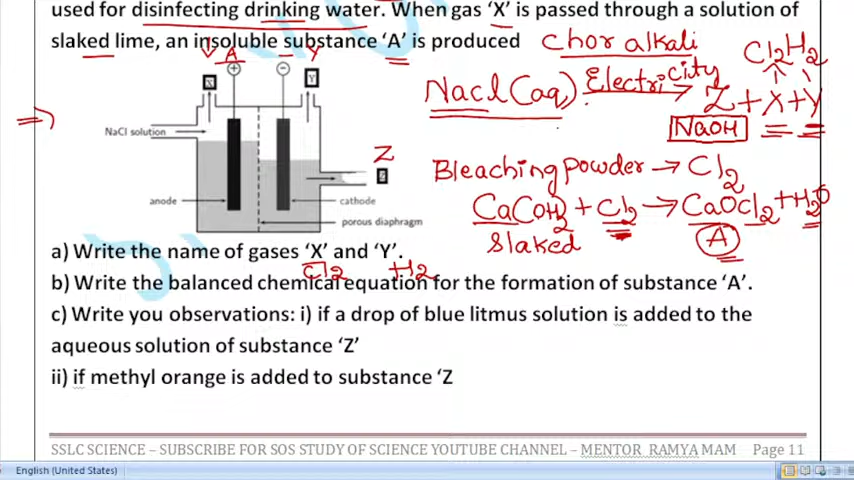 used for disinfecting drinking water. When gas 'X' is passed through a solution of
slaked lime, an insoluble substance 'A' is produced
Chor alkali
Cl2 H2
A
Y
Nacl(aq) Electricity → Z + X + Y
NaOH
Y
NaCl solution
Z
anode
cathode
porous diaphragm
Bleaching powder → Cl2
Ca(OH)2 + Cl2 → CaOcl2 + H2O
Slaked
A
a) Write the name of gases 'X' and 'Y'.
Cl2 H2
b) Write the balanced chemical equation for the formation of substance 'A'.
c) Write you observations: i) if a drop of blue litmus solution is added to the
aqueous solution of substance 'Z'
ii) if methyl orange is added to substance 'Z
SSLC SCIENCE – SUBSCRIBE FOR SOS STUDY OF SCIENCE YOUTUBE CHANNEL – MENTOR RAMYA MAM Page 11
English (United States)